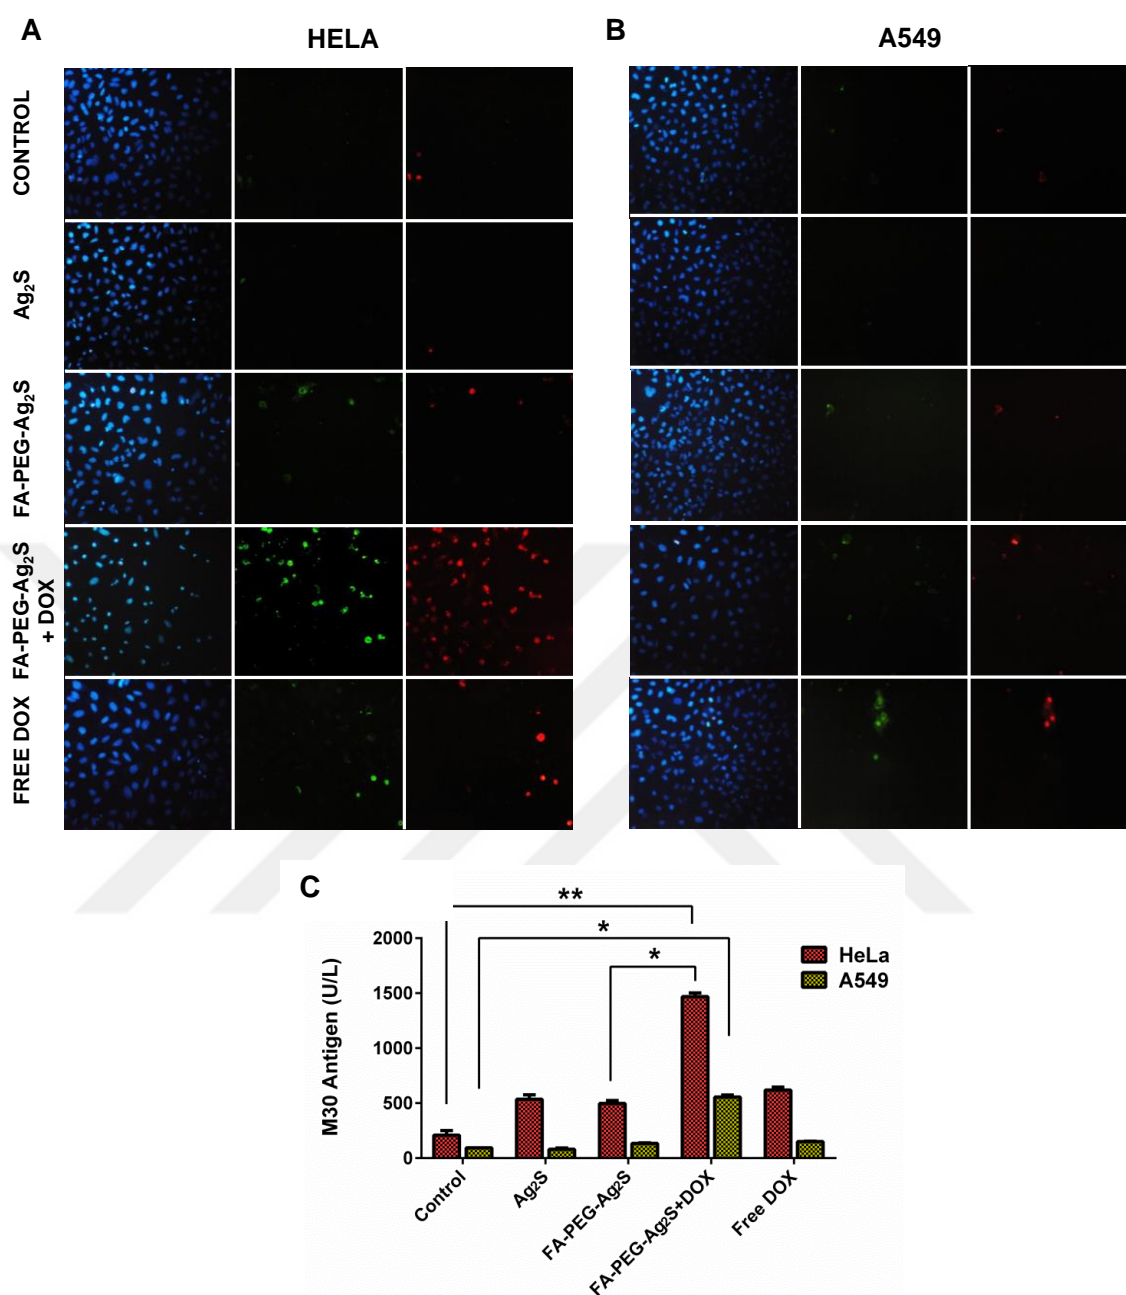 A
HELA
B
A549
CONTROL
Ag₂S
FA-PEG-Ag₂S
FA-PEG-Ag₂S
+ DOX
FREE DOX
C
**
*
*
2000
1500
1000
500
0
M30 Antigen (U/L)
HeLa
A549
Control
Ag₂S
FA-PEG-Ag₂S
FA-PEG-Ag₂S+DOX
Free DOX